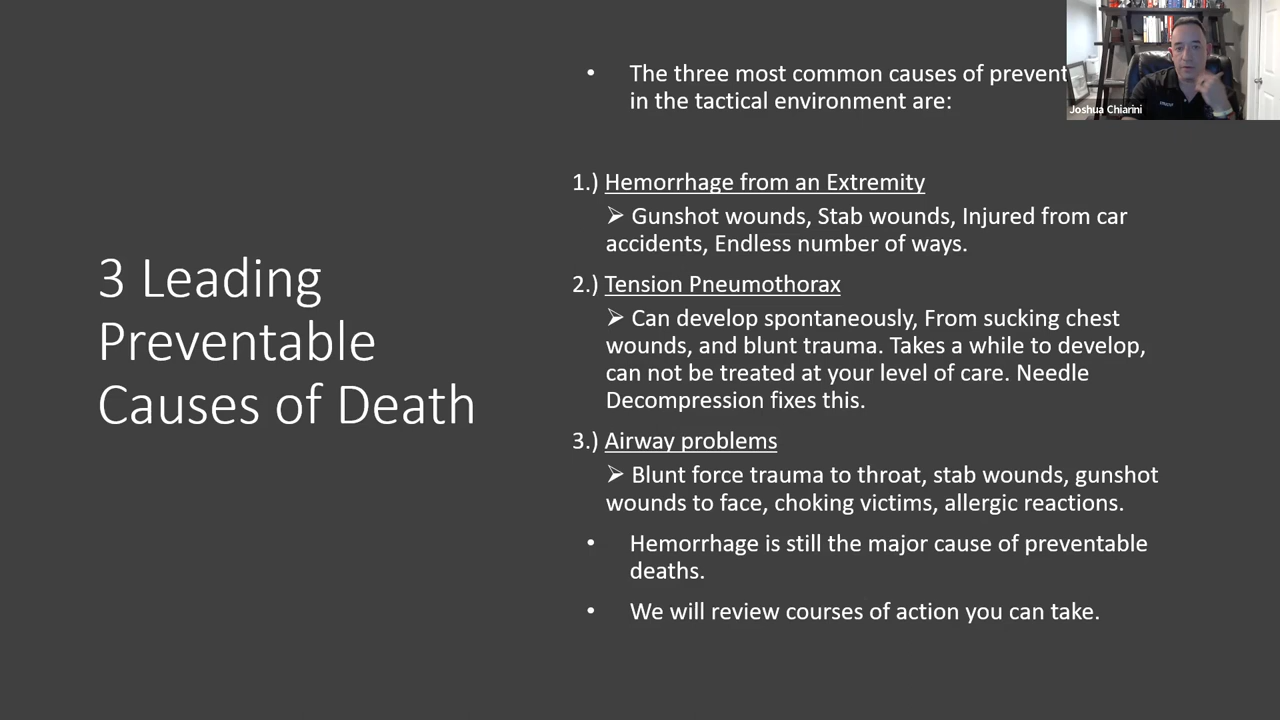 3 Leading
Preventable
Causes of Death
• The three most common causes of prevent
in the tactical environment are:
1.) Hemorrhage from an Extremity
➢ Gunshot wounds, Stab wounds, Injured from car
accidents, Endless number of ways.
2.) Tension Pneumothorax
➢ Can develop spontaneously, From sucking chest
wounds, and blunt trauma. Takes a while to develop,
can not be treated at your level of care. Needle
Decompression fixes this.
3.) Airway problems
➢ Blunt force trauma to throat, stab wounds, gunshot
wounds to face, choking victims, allergic reactions.
• Hemorrhage is still the major cause of preventable
deaths.
• We will review courses of action you can take.
Joshua Chiarini